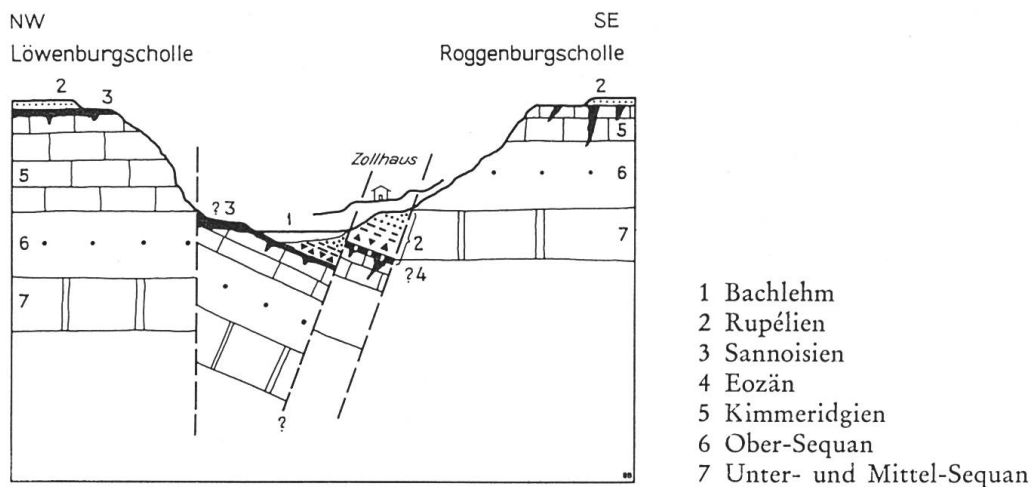 NW SE
Löwenburgscholle Roggenburgscholle
2 3 2
5
Zollhaus
6
5
?3 1
7
6 2
?4
7
?
1 Bachlehm
2 Rupélien
3 Sannoisien
4 Eozän
5 Kimmeridgien
6 Ober-Sequan
7 Unter- und Mittel-Sequan